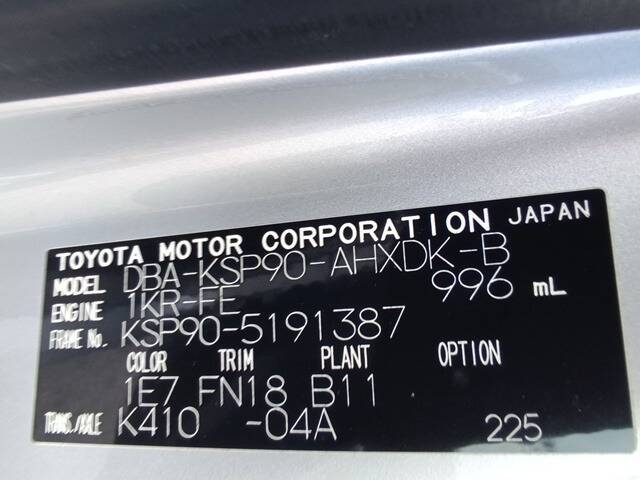 TOYOTA MOTOR CORPORATION JAPAN
MODEL DBA-KSP90-AHXDK-B
ENGINE 1KR-FE 996 mL
FRAME No. KSP90-5191387
COLOR TRIM PLANT OPTION
1E7 FN18 B11
TRANS./AXLE K410 -04A 225